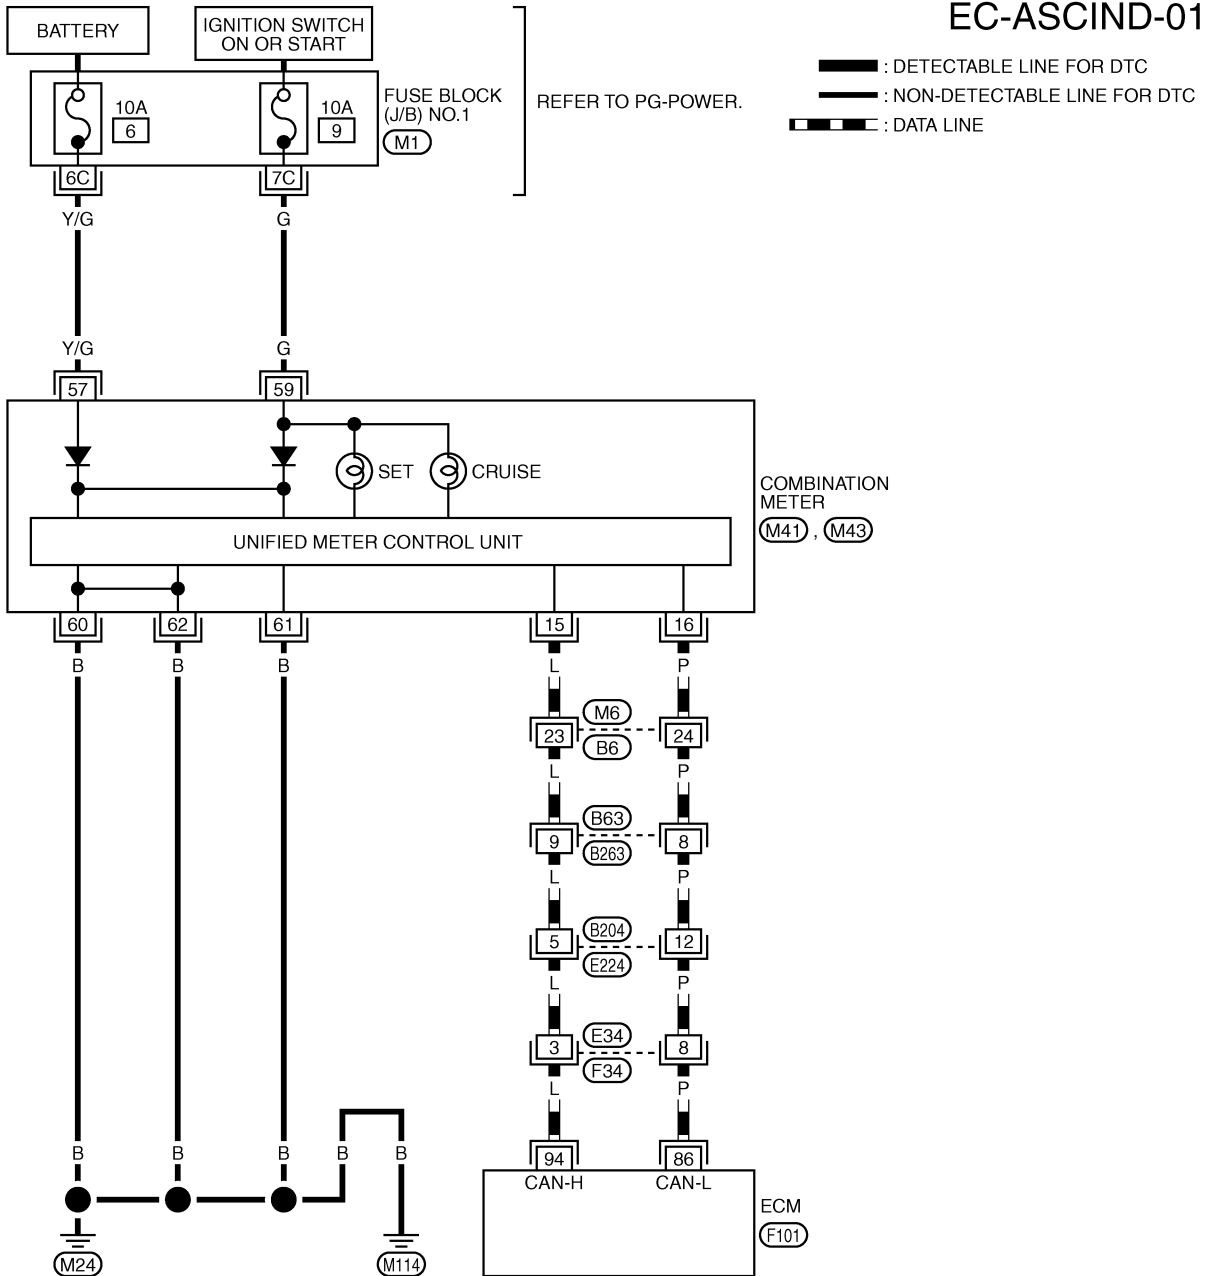 EC-ASCIND-01
BATTERY
IGNITION SWITCH
ON OR START
: DETECTABLE LINE FOR DTC
: NON-DETECTABLE LINE FOR DTC
: DATA LINE
10A
6
10A
9
FUSE BLOCK
(J/B) NO.1
M1
REFER TO PG-POWER.
6C
7C
Y/G
G
Y/G
G
57
59
SET
CRUISE
COMBINATION
METER
M41 , M43
UNIFIED METER CONTROL UNIT
60
62
61
15
16
B
B
B
L
P
M6
23
24
B6
L
P
B63
9
8
B263
L
P
B204
5
12
E224
L
P
E34
3
8
F34
L
P
B
B
B
B
B
94
86
CAN-H
CAN-L
ECM
F101
M24
M114